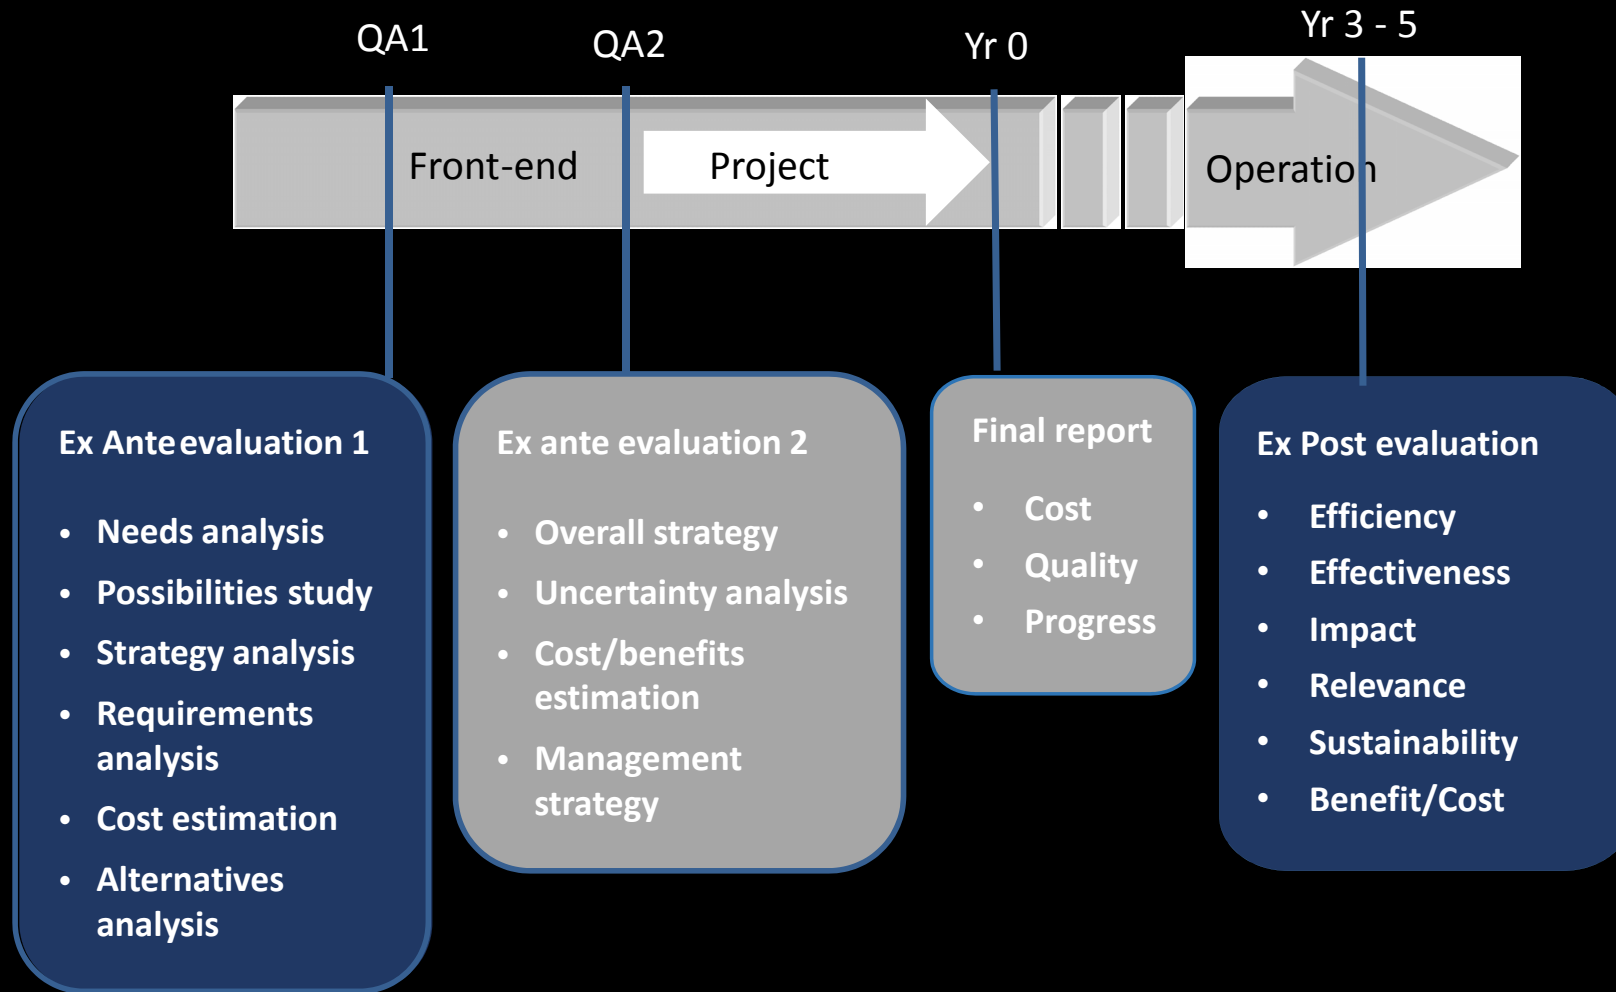 QA1
QA2
Yr 0
Yr 3 - 5
Front-end
Project
Operation
Ex Ante evaluation 1
• Needs analysis
• Possibilities study
• Strategy analysis
• Requirements
analysis
• Cost estimation
• Alternatives
analysis
Ex ante evaluation 2
• Overall strategy
• Uncertainty analysis
• Cost/benefits
estimation
• Management
strategy
Final report
• Cost
• Quality
• Progress
Ex Post evaluation
• Efficiency
• Effectiveness
• Impact
• Relevance
• Sustainability
• Benefit/Cost